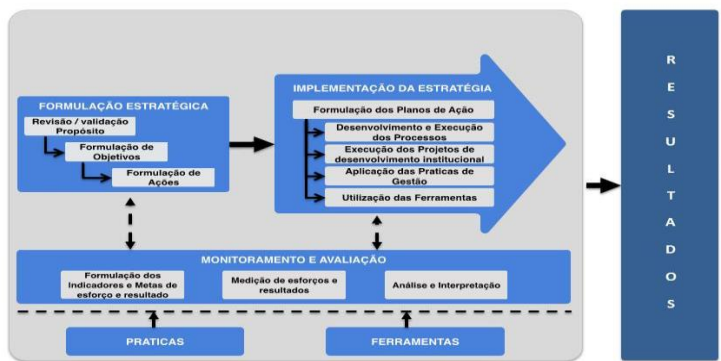 FORMULAÇÃO ESTRATÉGICA
Revisão / validação
Propósito
Formulação de
Objetivos
Formulação de
Ações
IMPLEMENTAÇÃO DA ESTRATÉGIA
Formulação dos Planos de Ação
Desenvolvimento e Execução
dos Processos
Execução dos Projetos de
desenvolvimento institucional
Aplicação das Praticas de
Gestão
Utilização das Ferramentas
MONITORAMENTO E AVALIAÇÃO
Formulação dos
Indicadores e Metas de
esforço e resultado
Medição de esforços e
resultados
Análise e Interpretação
PRATICAS
FERRAMENTAS
RESULTADOS